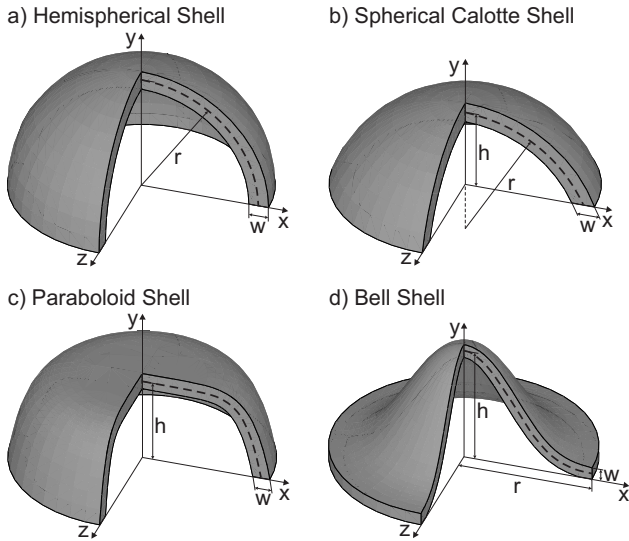 a) Hemispherical Shell
y
r
w
x
z
b) Spherical Calotte Shell
y
h
r
w
x
z
c) Paraboloid Shell
y
h
w
x
z
d) Bell Shell
y
h
w
r
x
z